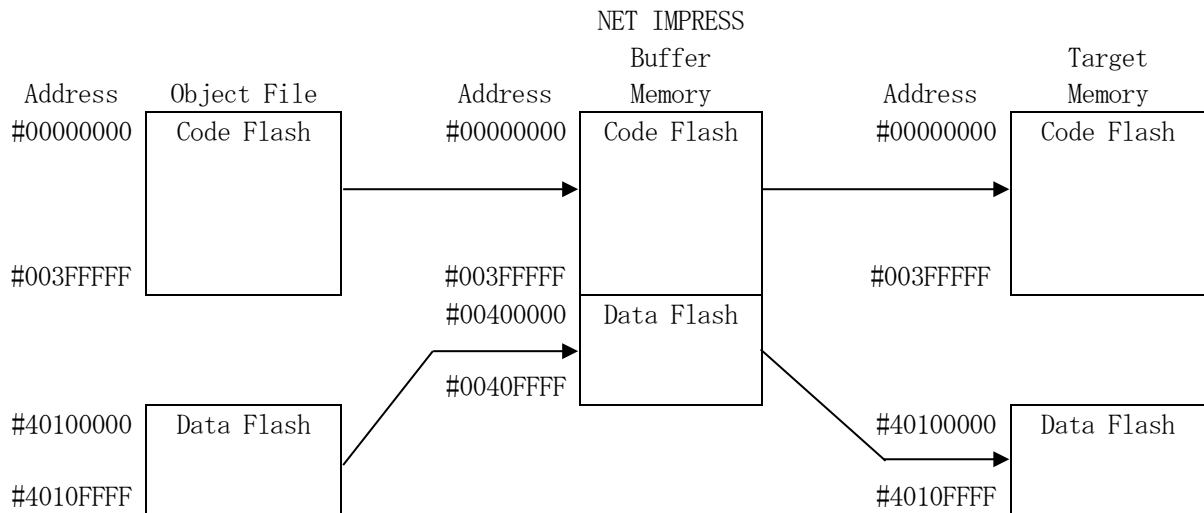 NET IMPRESS
Buffer Target
Address Object File Address Memory Address Memory
#00000000 Code Flash #00000000 Code Flash #00000000 Code Flash
#003FFFFF #003FFFFF #003FFFFF
#00400000 Data Flash
#0040FFFF
#40100000 Data Flash #40100000 Data Flash
#4010FFFF #4010FFFF